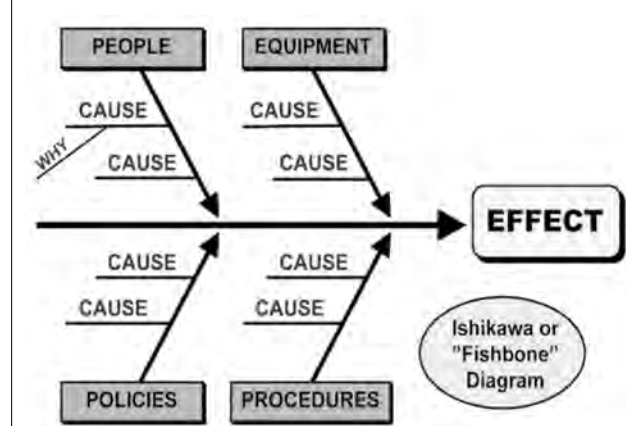 PEOPLE
EQUIPMENT
CAUSE
CAUSE
WHY
CAUSE
CAUSE
EFFECT
CAUSE
CAUSE
CAUSE
CAUSE
Ishikawa or
"Fishbone"
Diagram
POLICIES
PROCEDURES